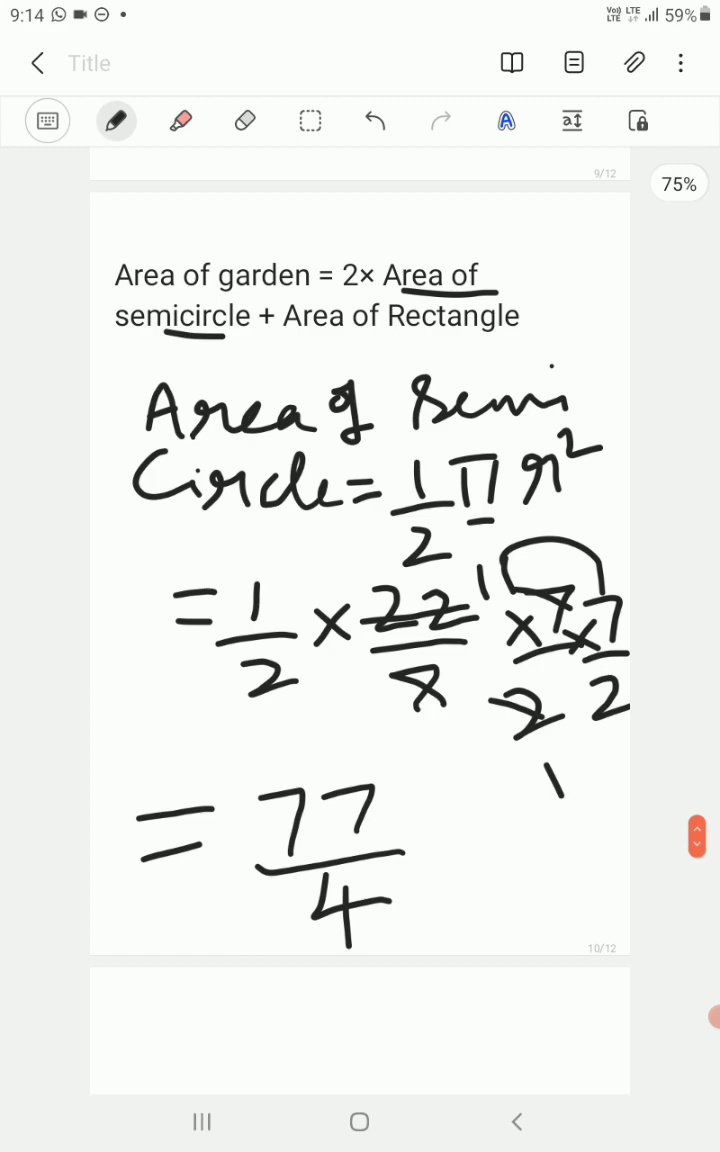 9:14 59%
Title
9/12
75%
Area of garden = 2× Area of
semicircle + Area of Rectangle
Area of Semi
Circle = 1/2 π r²
= 1/2 × 22/7 × 7/2 × 7/2
= 77/4
10/12